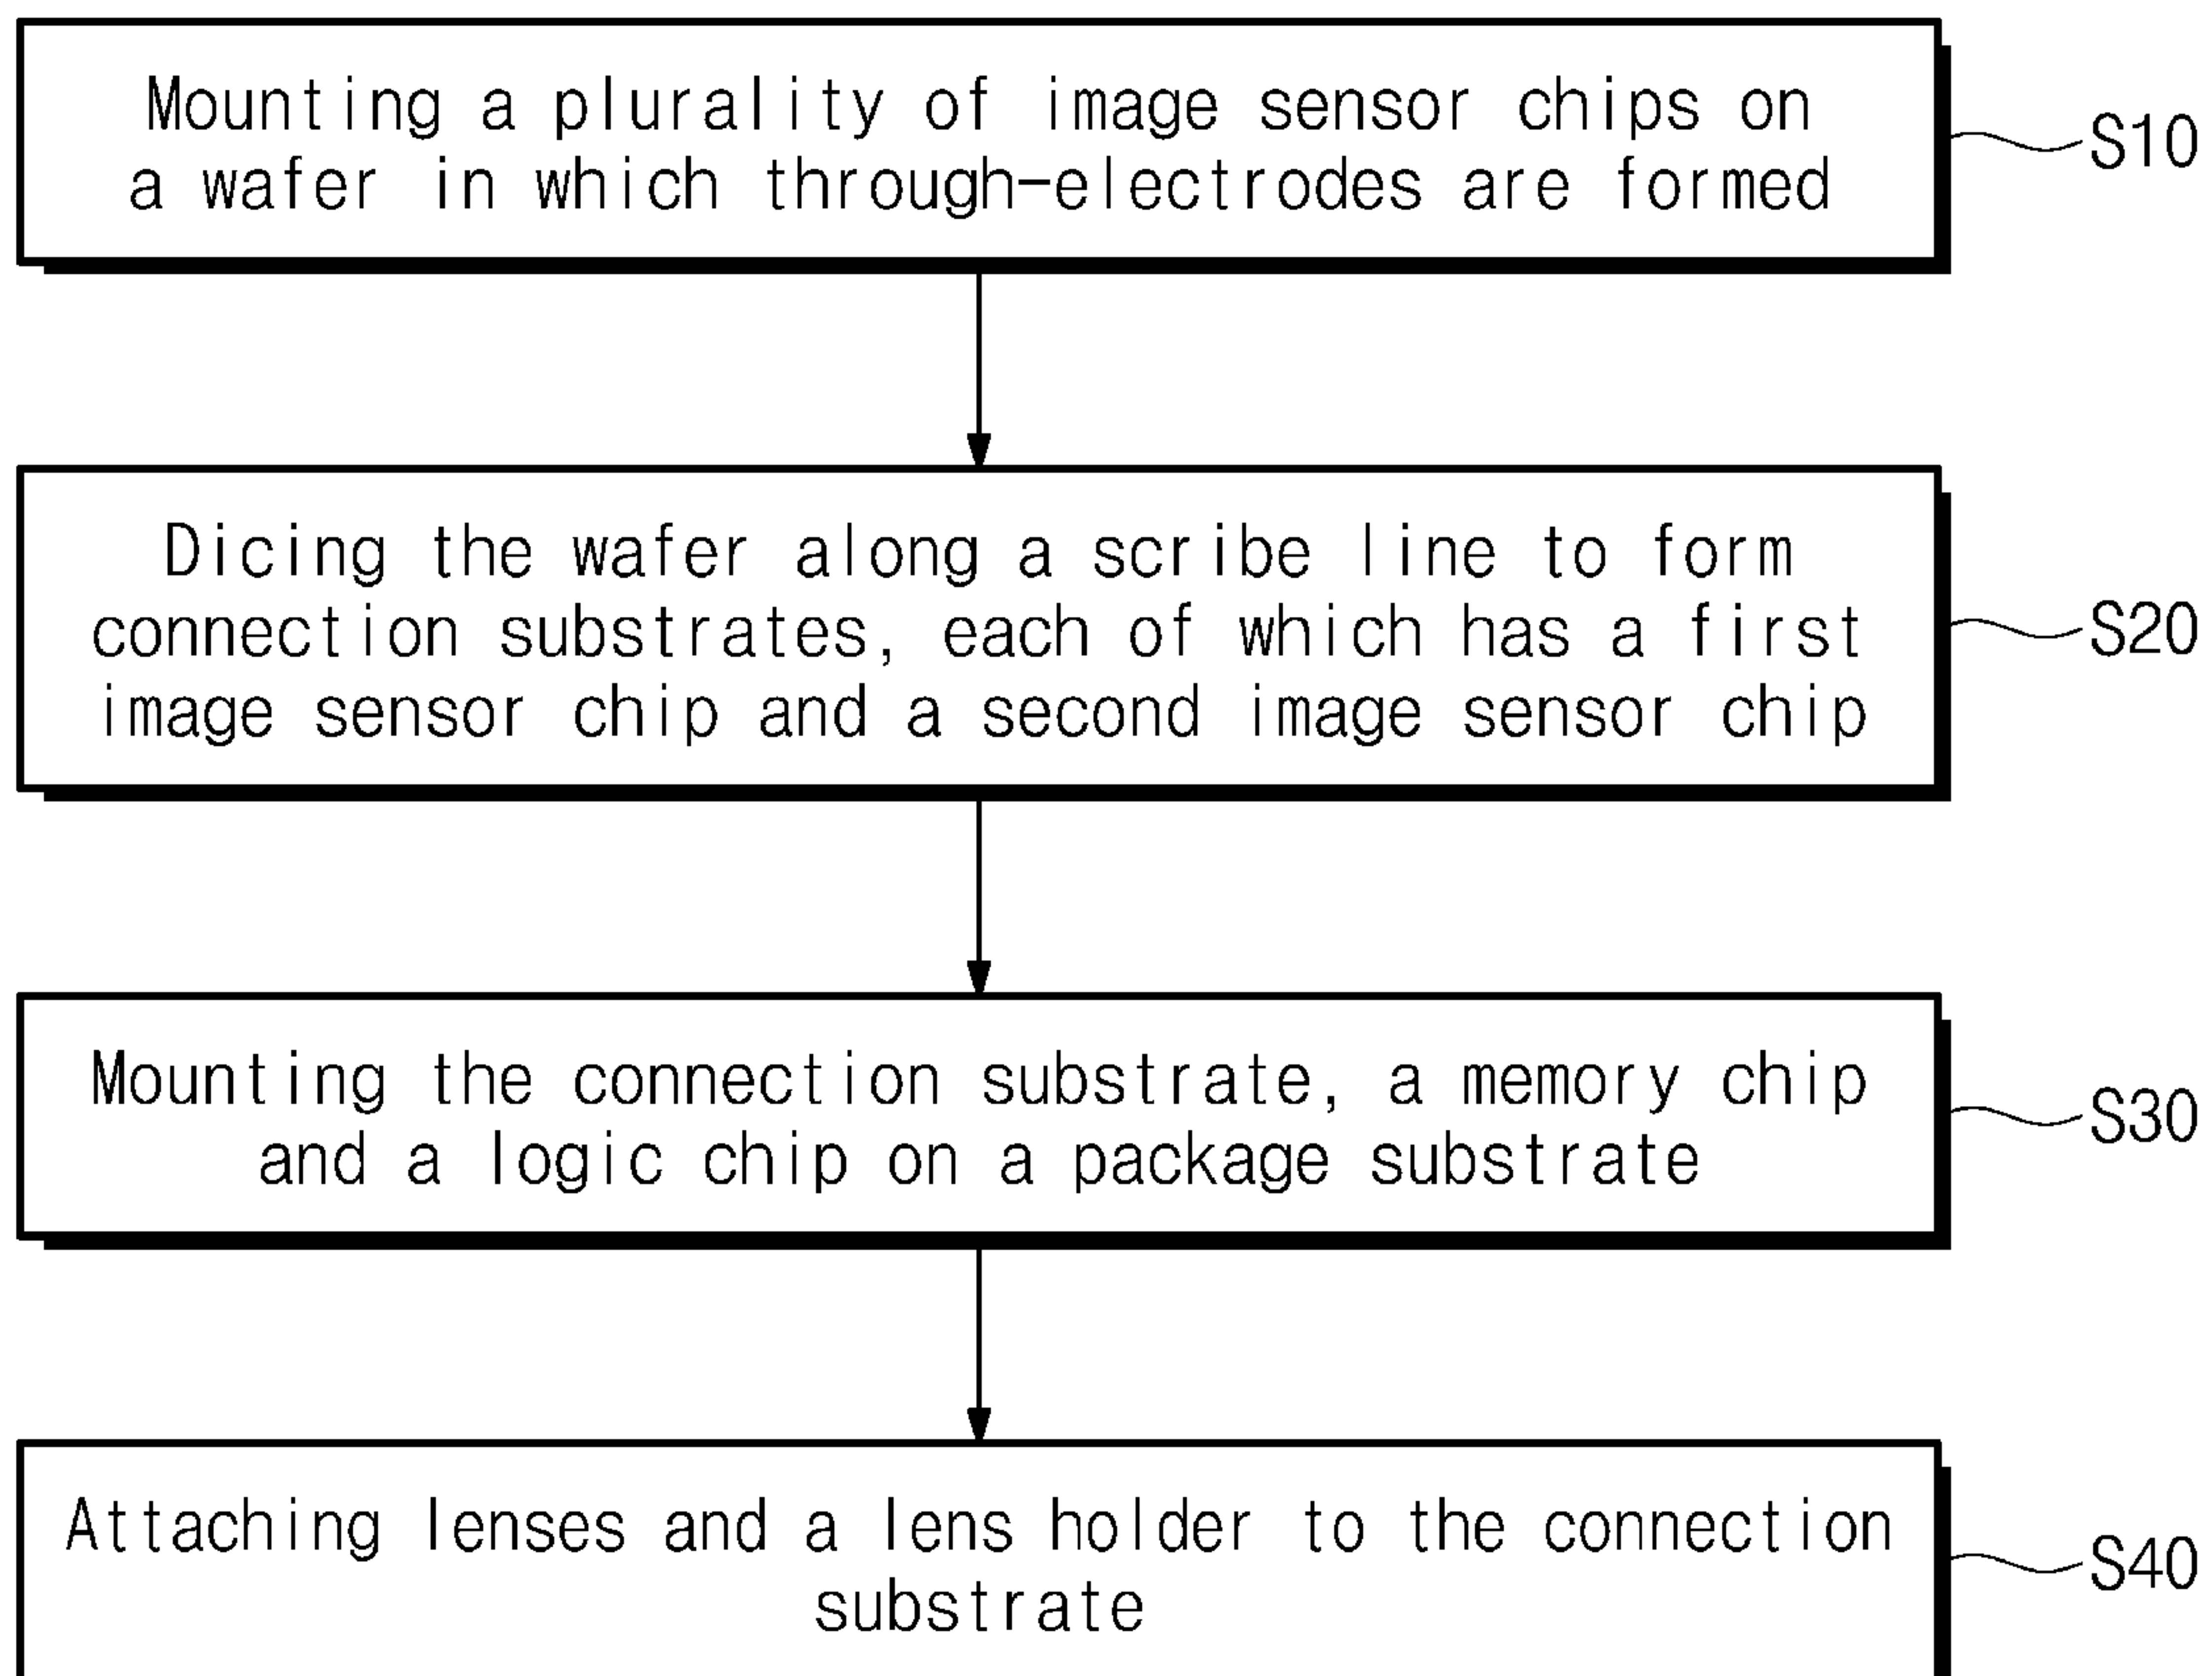 Mounting a plurality of image sensor chips on
a wafer in which through-electrodes are formed
S10
Dicing the wafer along a scribe line to form
connection substrates, each of which has a first
image sensor chip and a second image sensor chip
S20
Mounting the connection substrate, a memory chip
and a logic chip on a package substrate
S30
Attaching lenses and a lens holder to the connection
substrate
S40